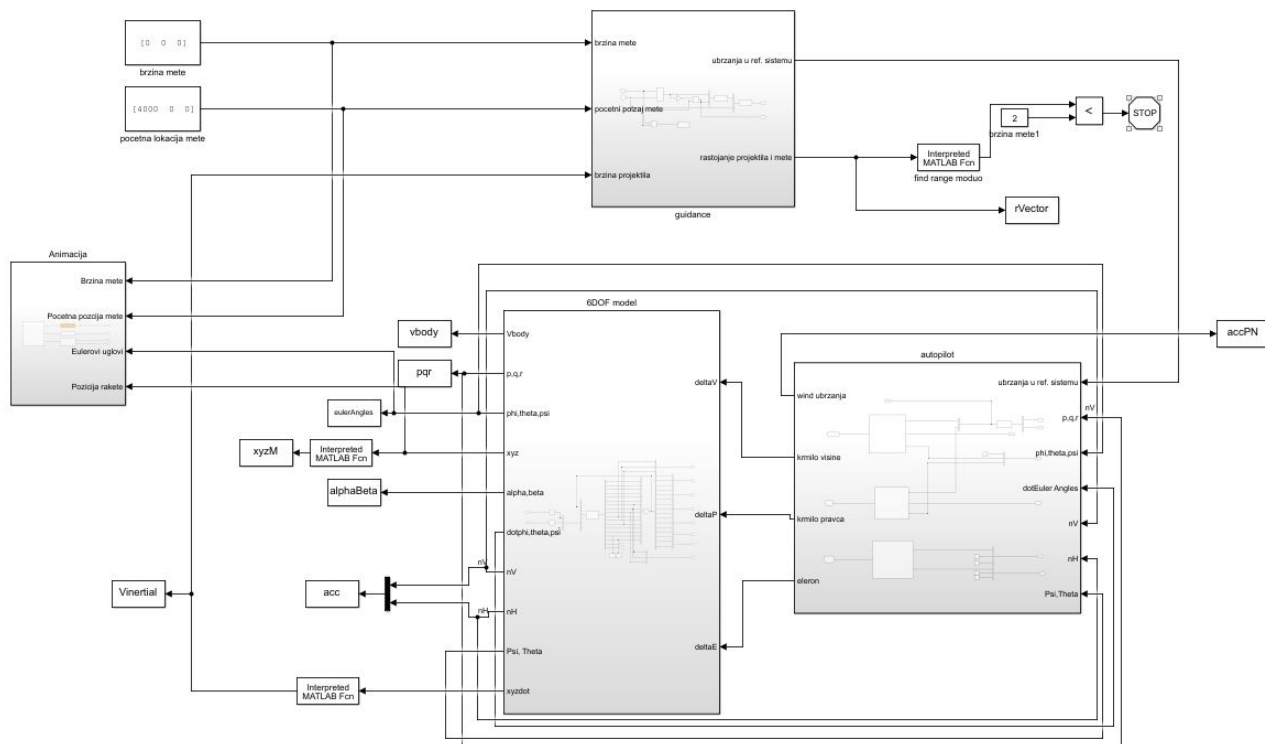 [0 0 0]
brzina mete
[4000 0 0]
pocetna lokacija mete
brzina mete
pocetni polzaj mete
brzina projektila
ubrzanja u ref. sistemu
rastojanje projektila i mete
guidance
Interpreted
MATLAB Fcn
find range moduo
2
brzina mete1
<
STOP
rVector
Animacija
Brzina mete
Pocetna pozcija mete
Eulerovi uglovi
Pozicija rakete
6DOF model
Vbody
p,q,r
phi,theta,psi
xyz
alpha,beta
dotphi,theta,psi
nV
nH
Psi, Theta
xyzdot
deltaV
deltaP
deltaE
vbody
pqr
eulerAngles
xyzM
Interpreted
MATLAB Fcn
alphaBeta
nV
acc
nH
Vinertial
Interpreted
MATLAB Fcn
accPN
autopilot
wind ubrzanja
krmilo visine
krmilo pravca
eleron
ubrzanja u ref. sistemu
nV
p,q,r
phi,theta,psi
dotEuler Angles
nV
nH
Psi,Theta